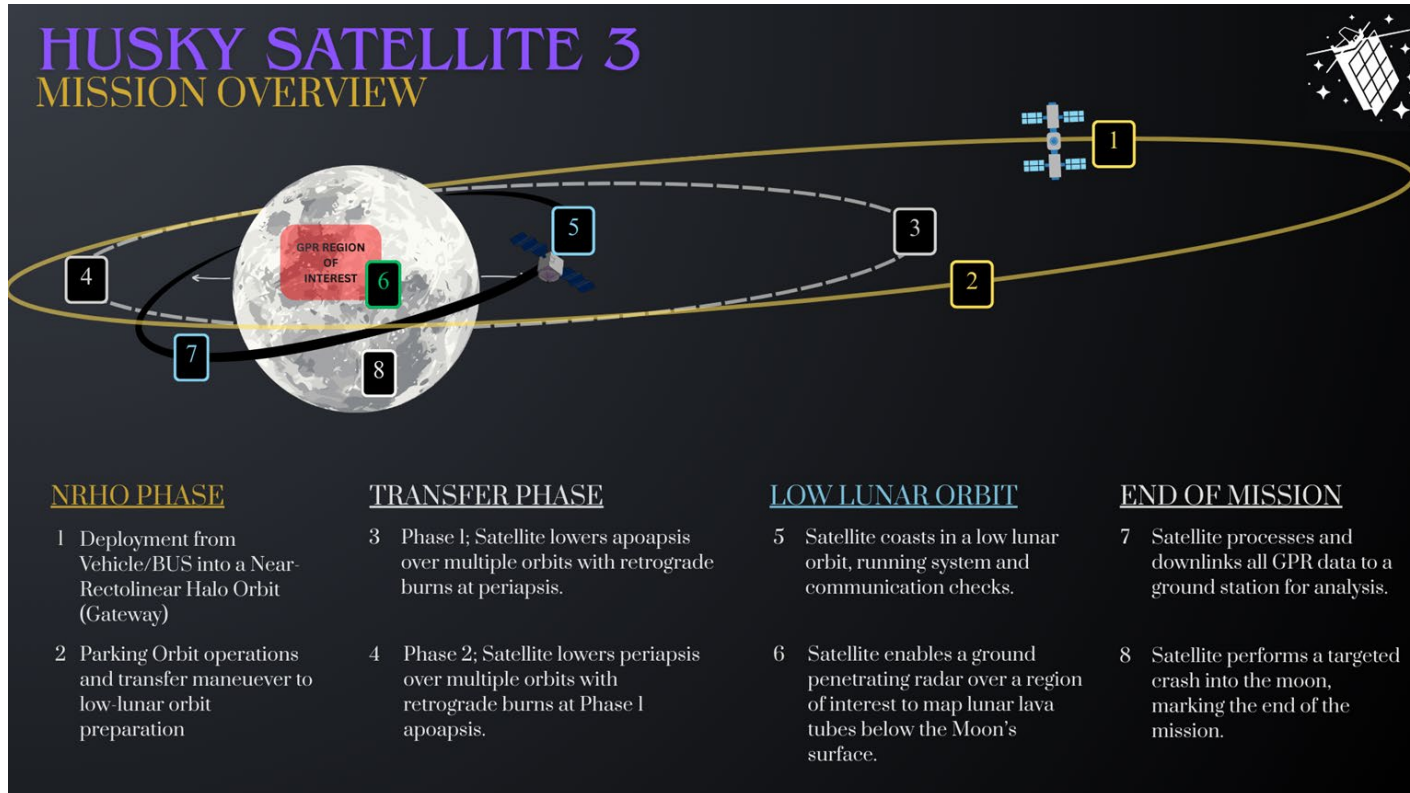 HUSKY SATELLITE 3
MISSION OVERVIEW
1
2
3
4
5
GPR REGION
OF
INTEREST
6
7
8
NRHO PHASE
1 Deployment from
Vehicle/BUS into a Near-
Rectolinear Halo Orbit
(Gateway)
2 Parking Orbit operations
and transfer maneuever to
low-lunar orbit
preparation
TRANSFER PHASE
3 Phase 1; Satellite lowers apoapsis
over multiple orbits with retrograde
burns at periapsis.
4 Phase 2; Satellite lowers periapsis
over multiple orbits with
retrograde burns at Phase 1
apoapsis.
LOW LUNAR ORBIT
5 Satellite coasts in a low lunar
orbit, running system and
communication checks.
6 Satellite enables a ground
penetrating radar over a region
of interest to map lunar lava
tubes below the Moon's
surface.
END OF MISSION
7 Satellite processes and
downlinks all GPR data to a
ground station for analysis.
8 Satellite performs a targeted
crash into the moon,
marking the end of the
mission.